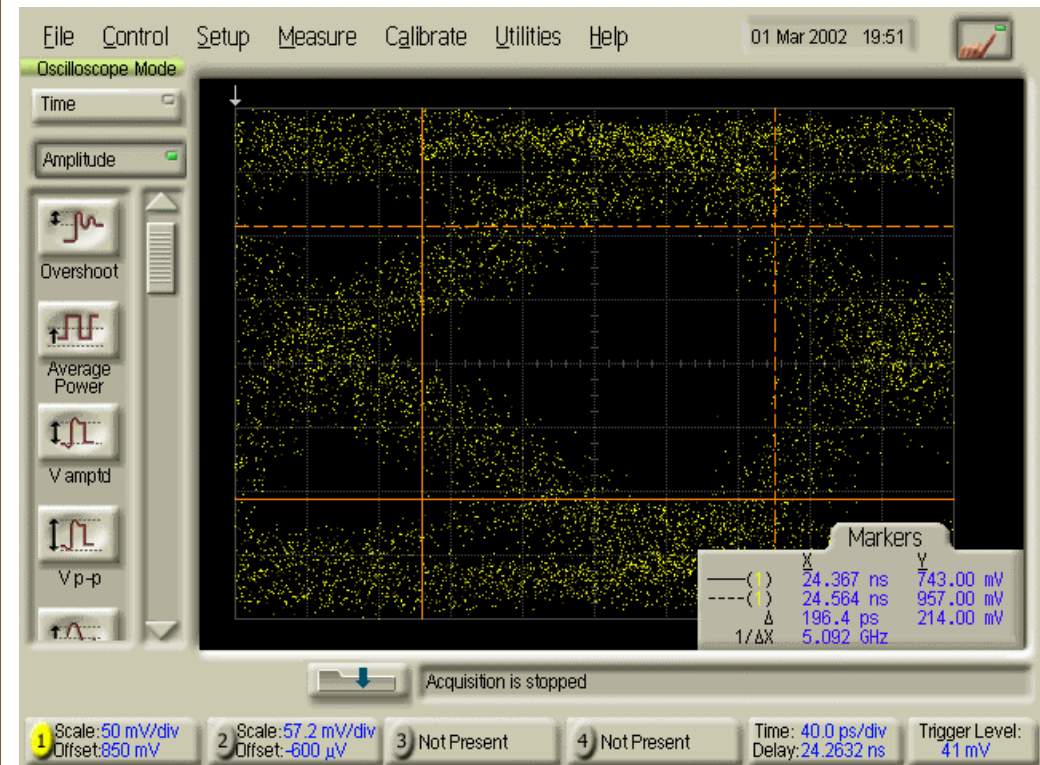 File Control Setup Measure Calibrate Utilities Help 01 Mar 2002 19:51
Oscilloscope Mode
Time
Amplitude
Overshoot
Average
Power
V amptd
V p-p
Markers
X Y
——(1) 24.367 ns 743.00 mV
----(1) 24.564 ns 957.00 mV
Δ 196.4 ps 214.00 mV
1/ΔX 5.092 GHz
Acquisition is stopped
1 Scale:50 mV/div
Offset:850 mV
2 Scale:57.2 mV/div
Offset:-600 µV
3 Not Present
4 Not Present
Time: 40.0 ps/div
Delay:24.2632 ns
Trigger Level:
41 mV